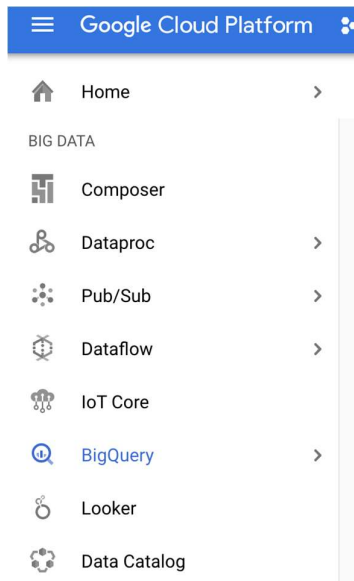 Google Cloud Platform
Home
BIG DATA
Composer
Dataproc
Pub/Sub
Dataflow
IoT Core
BigQuery
Looker
Data Catalog